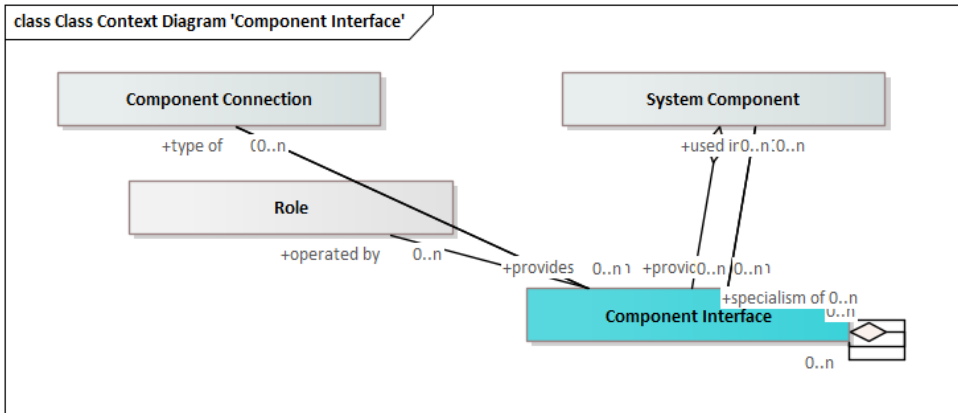 class Class Context Diagram 'Component Interface'
Component Connection
System Component
+type of 0..n
+used in 0..n 0..n
Role
+operated by 0..n
+provides 0..n 0..n 0..n
+specialism of 0..n
0..n
Component Interface
0..n